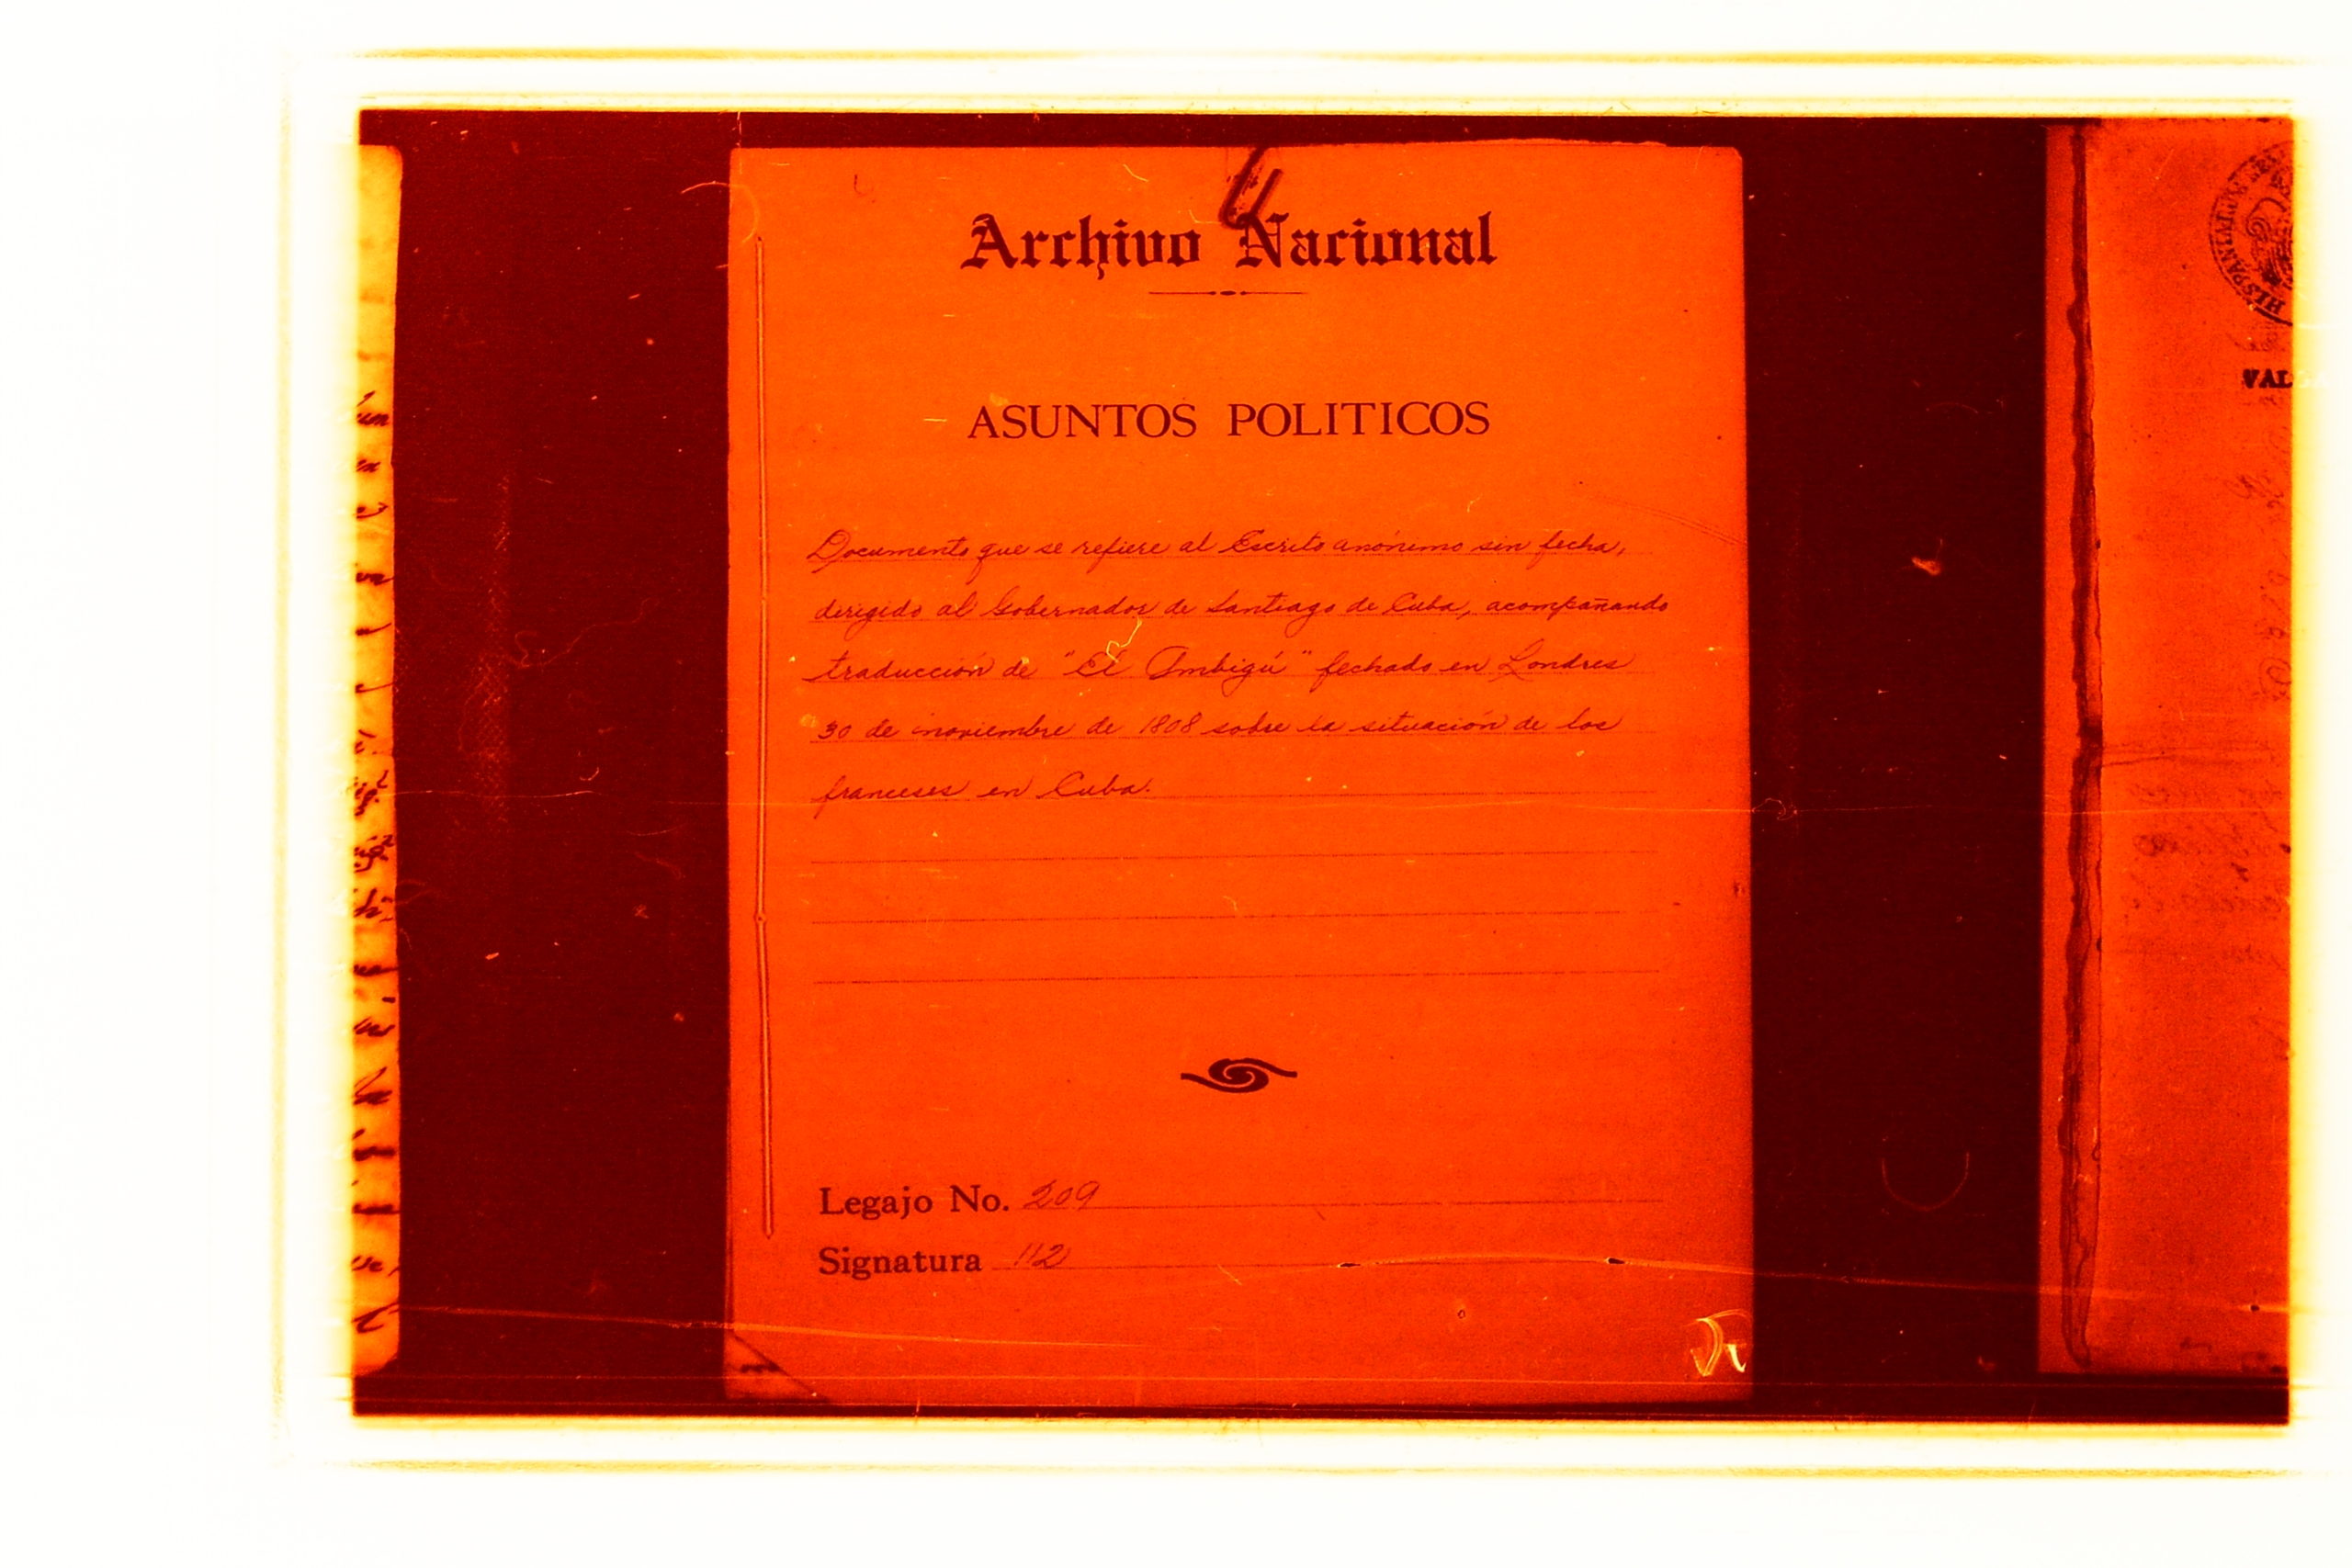 Archivo Nacional
ASUNTOS POLITICOS
Documento que se refiere al Escrito anónimo sin fecha,
dirigido al Gobernador de Santiago de Cuba, acompañando
traducción de "El Ambigú" fechado en Londres
30 de noviembre de 1808 sobre la situación de los
franceses en Cuba.
Legajo No. 209
Signatura 112
VAL